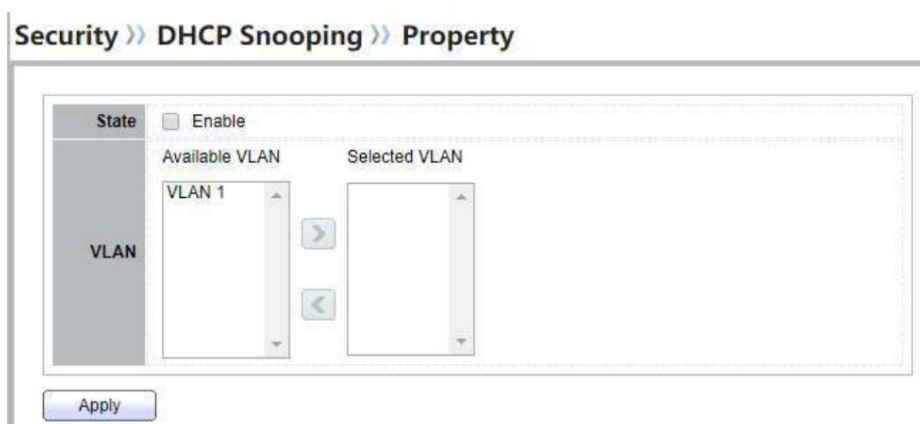 Security 》 DHCP Snooping 》 Property
State
Enable
VLAN
Available VLAN
Selected VLAN
VLAN 1
Apply